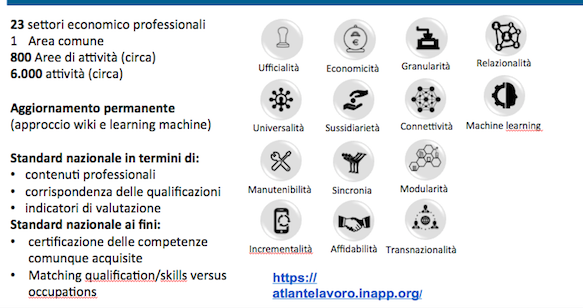 23 settori economico professionali
1 Area comune
800 Aree di attività (circa)
6.000 attività (circa)
Aggiornamento permanente
(approccio wiki e learning machine)
Standard nazionale in termini di:
• contenuti professionali
• corrispondenza delle qualificazioni
• indicatori di valutazione
Standard nazionale ai fini:
• certificazione delle competenze
comunque acquisite
• Matching qualification/skills versus
occupations
Ufficialità
Economicità
Granularità
Relazionalità
Universalità
Sussidiarietà
Connettività
Machine learning
Manutenibilità
Sincronia
Modularità
Incrementalità
Affidabilità
Transnazionalità
https://
atlantelavoro.inapp.org/